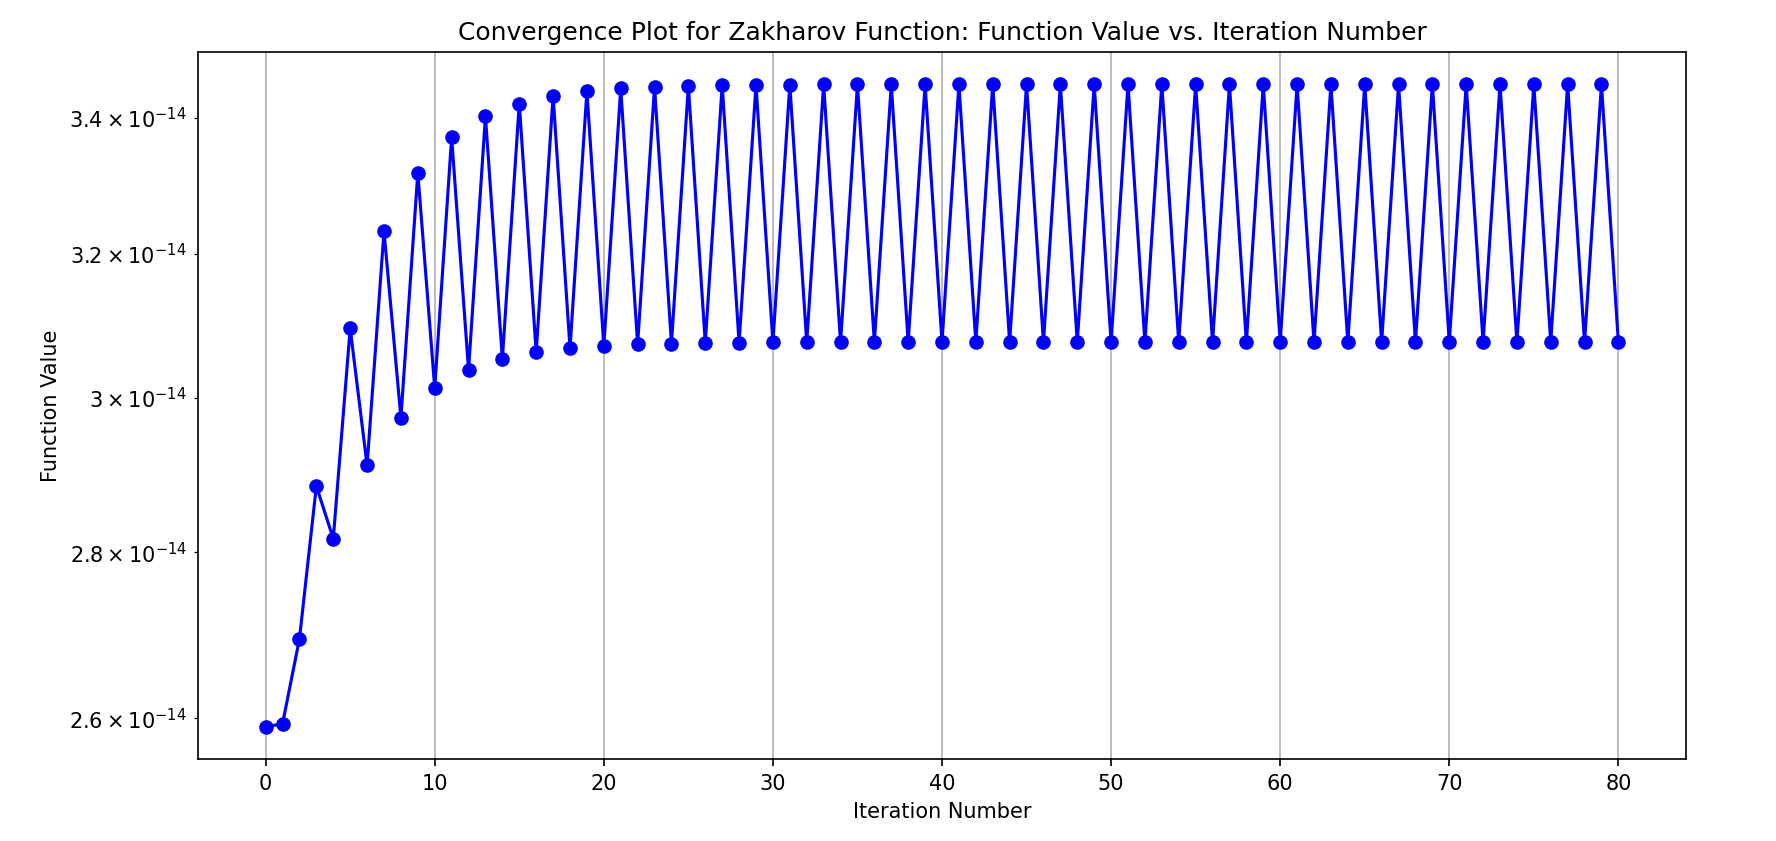 Convergence Plot for Zakharov Function: Function Value vs. Iteration Number
3.4 × 10⁻¹⁴
3.2 × 10⁻¹⁴
3 × 10⁻¹⁴
2.8 × 10⁻¹⁴
2.6 × 10⁻¹⁴
Function Value
0 10 20 30 40 50 60 70 80
Iteration Number